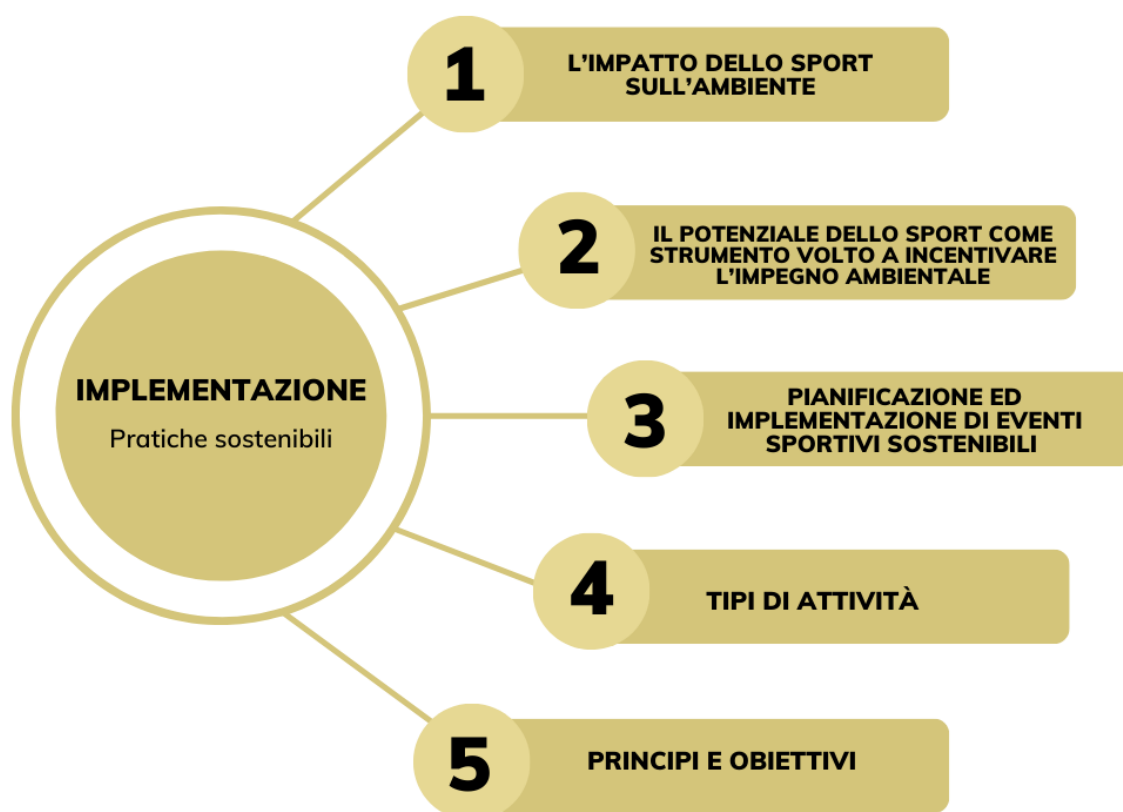 1
L'IMPATTO DELLO SPORT
SULL'AMBIENTE
2
IL POTENZIALE DELLO SPORT COME
STRUMENTO VOLTO A INCENTIVARE
L'IMPEGNO AMBIENTALE
IMPLEMENTAZIONE
Pratiche sostenibili
3
PIANIFICAZIONE ED
IMPLEMENTAZIONE DI EVENTI
SPORTIVI SOSTENIBILI
4
TIPI DI ATTIVITÀ
5
PRINCIPI E OBIETTIVI